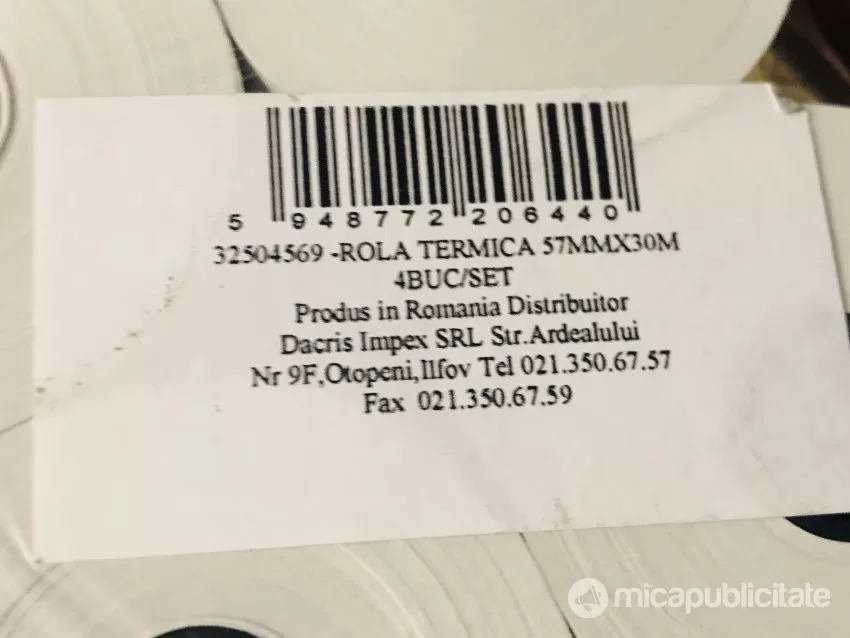 5 948772 206440
32504569 -ROLA TERMICA 57MMX30M
4BUC/SET
Produs in Romania Distribuitor
Dacris Impex SRL Str.Ardealului
Nr 9F,Otopeni,Ilfov Tel 021.350.67.57
Fax 021.350.67.59
micapublicitate